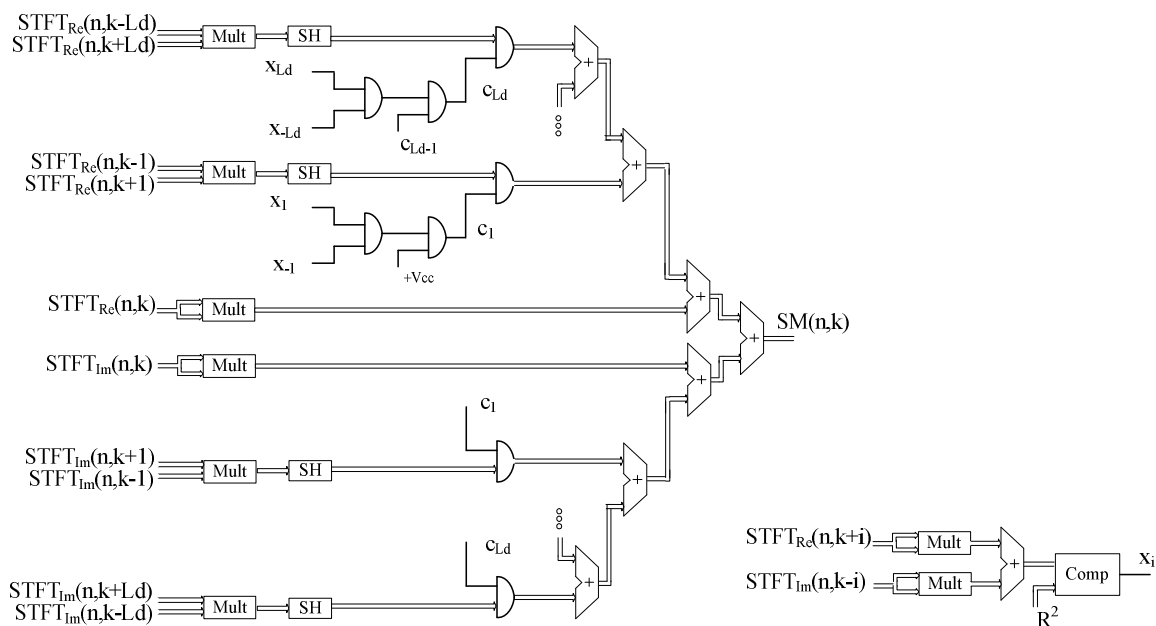 STFT_Re(n,k-Ld)
STFT_Re(n,k+Ld)
Mult
SH
+
x_Ld
x_-Ld
c_Ld-1
c_Ld
STFT_Re(n,k-1)
STFT_Re(n,k+1)
Mult
SH
+
x_1
x_-1
+Vcc
c_1
STFT_Re(n,k)
Mult
+
+
SM(n,k)
STFT_Im(n,k)
Mult
+
c_1
STFT_Im(n,k+1)
STFT_Im(n,k-1)
Mult
SH
+
c_Ld
STFT_Im(n,k+Ld)
STFT_Im(n,k-Ld)
Mult
SH
+
STFT_Re(n,k+i)
Mult
STFT_Im(n,k-i)
Mult
+
Comp
x_i
R²